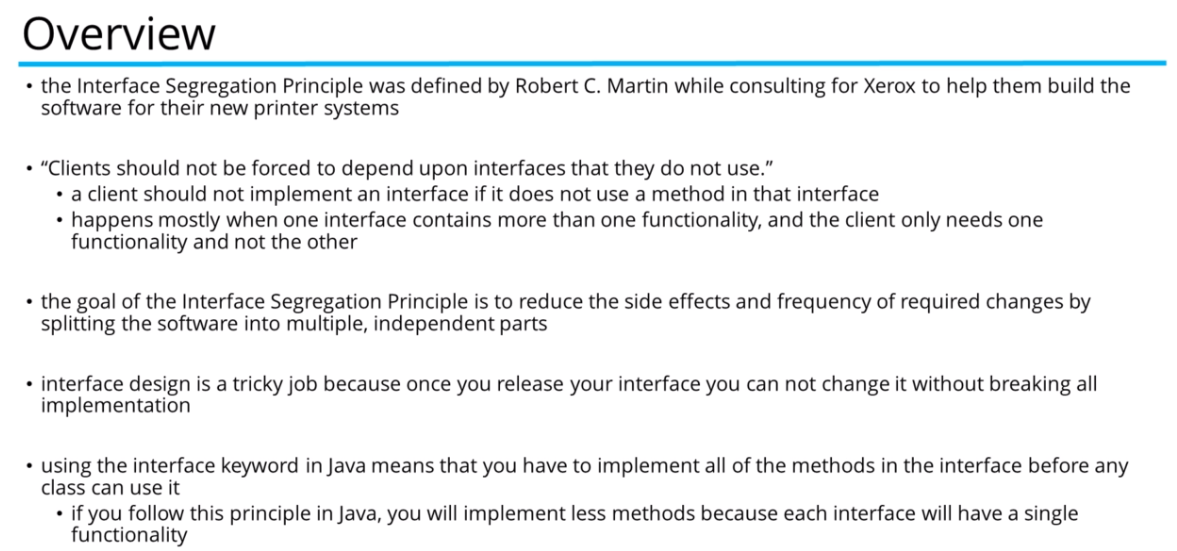 Overview
• the Interface Segregation Principle was defined by Robert C. Martin while consulting for Xerox to help them build the
software for their new printer systems
• “Clients should not be forced to depend upon interfaces that they do not use.”
• a client should not implement an interface if it does not use a method in that interface
• happens mostly when one interface contains more than one functionality, and the client only needs one
functionality and not the other
• the goal of the Interface Segregation Principle is to reduce the side effects and frequency of required changes by
splitting the software into multiple, independent parts
• interface design is a tricky job because once you release your interface you can not change it without breaking all
implementation
• using the interface keyword in Java means that you have to implement all of the methods in the interface before any
class can use it
• if you follow this principle in Java, you will implement less methods because each interface will have a single
functionality